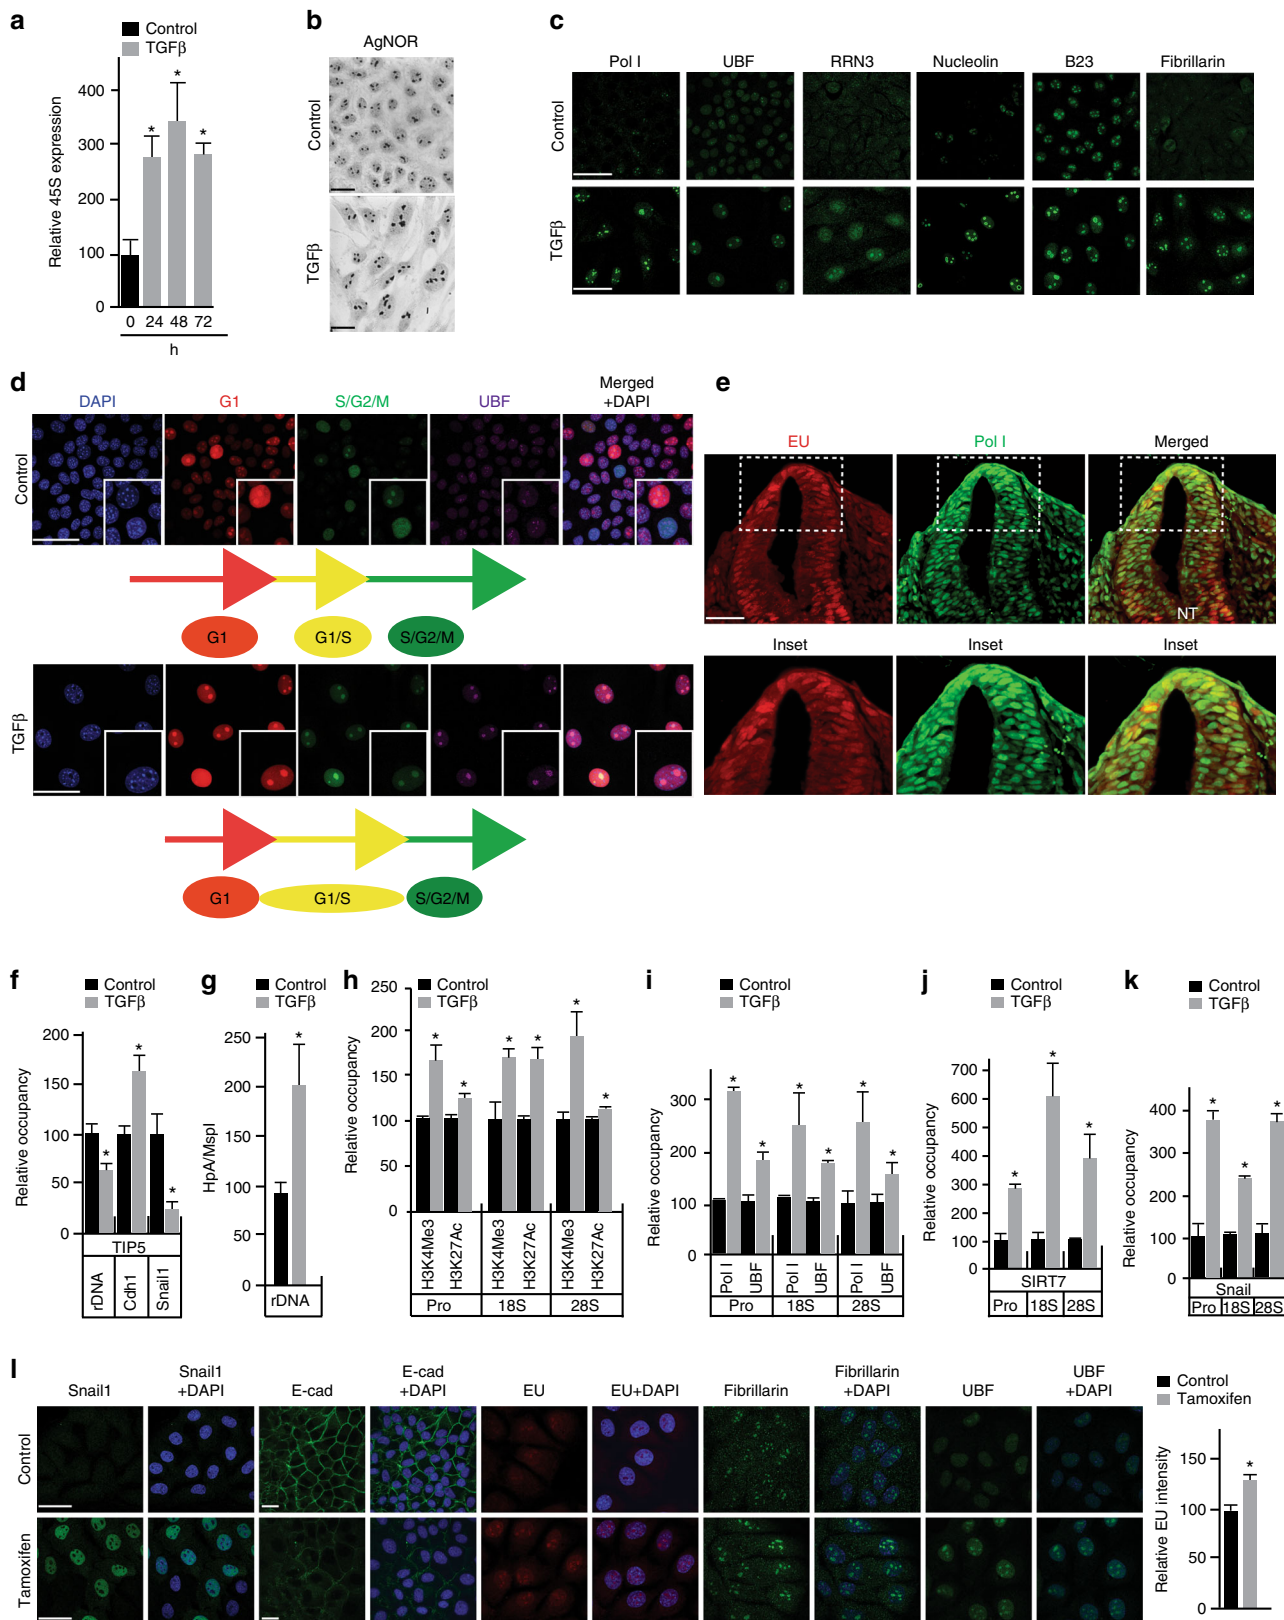 a
Control
TGFβ
Relative 45S expression
400
300
200
100
0
0 24 48 72
h
b
AgNOR
Control
TGFβ
c
Pol I UBF RRN3 Nucleolin B23 Fibrillarin
Control
TGFβ
d
DAPI G1 S/G2/M UBF Merged +DAPI
Control
G1 G1/S S/G2/M
TGFβ
G1 G1/S S/G2/M
e
EU Pol I Merged
NT
Inset Inset Inset
f
Control
TGFβ
Relative occupancy
200
150
100
50
0
TIP5
rDNA Cdh1 Snail1
g
Control
TGFβ
HpA/MspI
250
200
150
100
50
0
rDNA
h
Control
TGFβ
Relative occupancy
250
200
150
100
50
0
H3K4Me3 H3K27Ac H3K4Me3 H3K27Ac H3K4Me3 H3K27Ac
Pro 18S 28S
i
Control
TGFβ
Relative occupancy
300
200
100
0
Pol I UBF Pol I UBF Pol I UBF
Pro 18S 28S
j
Control
TGFβ
Relative occupancy
700
600
500
400
300
200
100
0
SIRT7
Pro 18S 28S
k
Control
TGFβ
Relative occupancy
400
300
200
100
0
Snail
Pro 18S 28S
l
Snail1 Snail1 +DAPI E-cad E-cad +DAPI EU EU+DAPI Fibrillarin Fibrillarin +DAPI UBF UBF +DAPI
Control
Tamoxifen
Control
Tamoxifen
Relative EU intensity
150
100
50
0